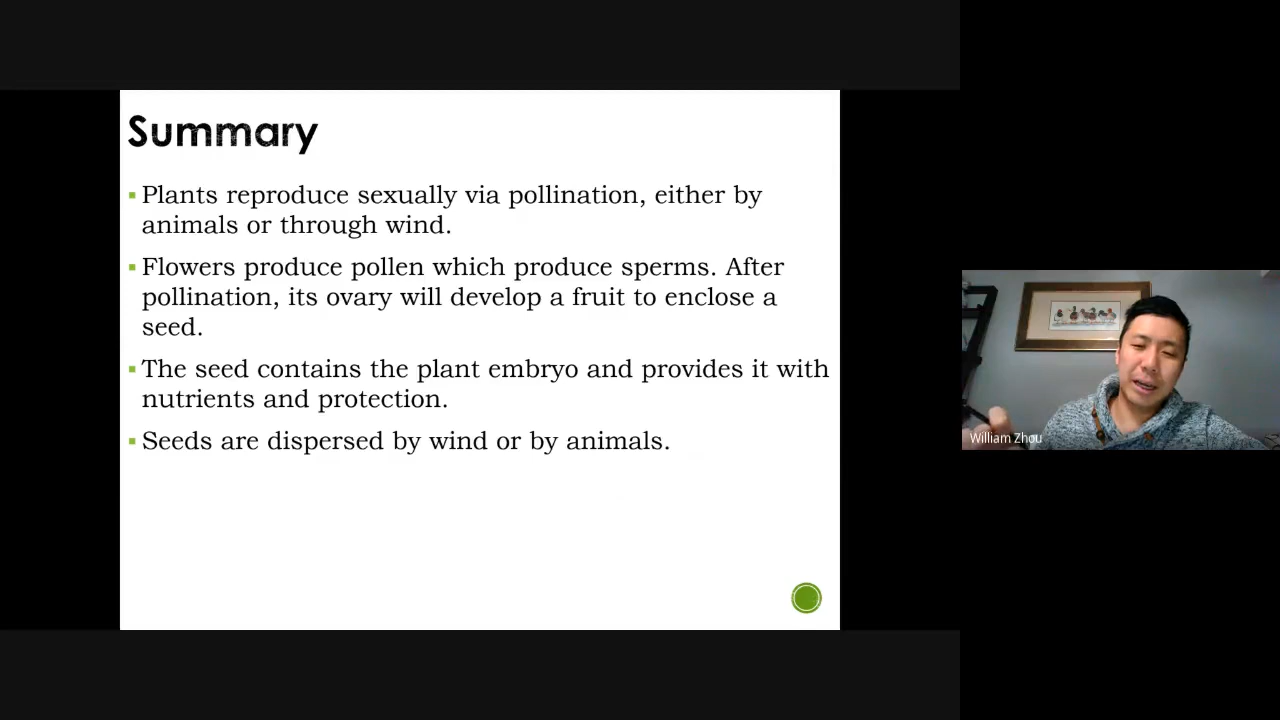 Summary
Plants reproduce sexually via pollination, either by
animals or through wind.
Flowers produce pollen which produce sperms. After
pollination, its ovary will develop a fruit to enclose a
seed.
The seed contains the plant embryo and provides it with
nutrients and protection.
Seeds are dispersed by wind or by animals.
William Zhou